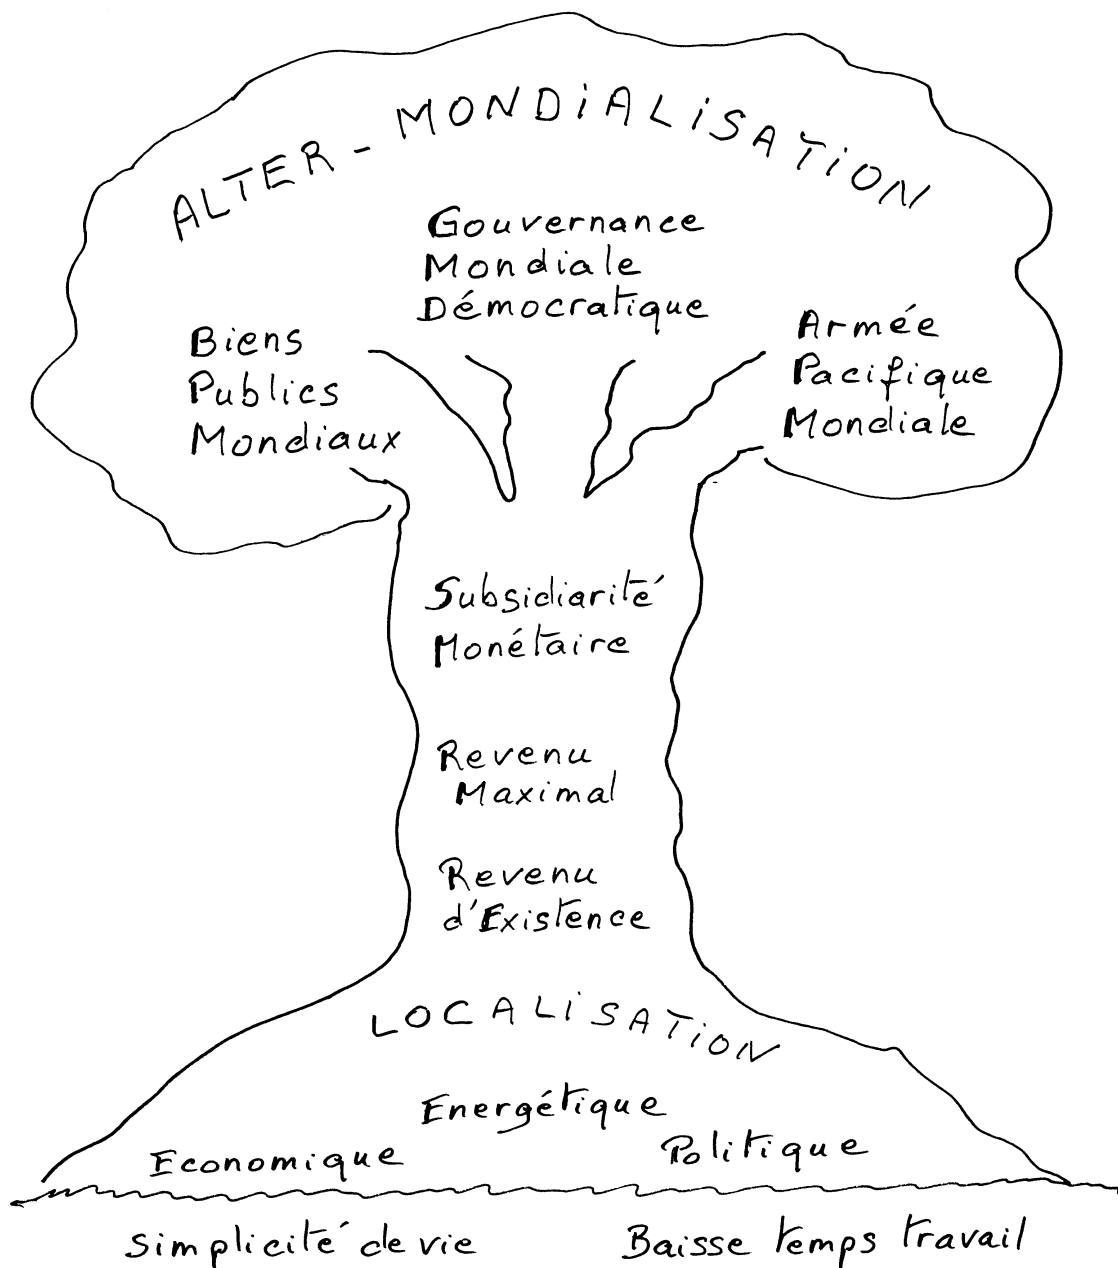 ALTER-MONDiALiSATiON
Gouvernance
Mondiale
Démocratique
Biens
Publics
Mondiaux
Armée
Pacifique
Mondiale
Subsidiarité
Monétaire
Revenu
Maximal
Revenu
d'Existence
LOCALiSATiON
Energétique
Economique
Politique
Simplicité de vie
Baisse temps travail